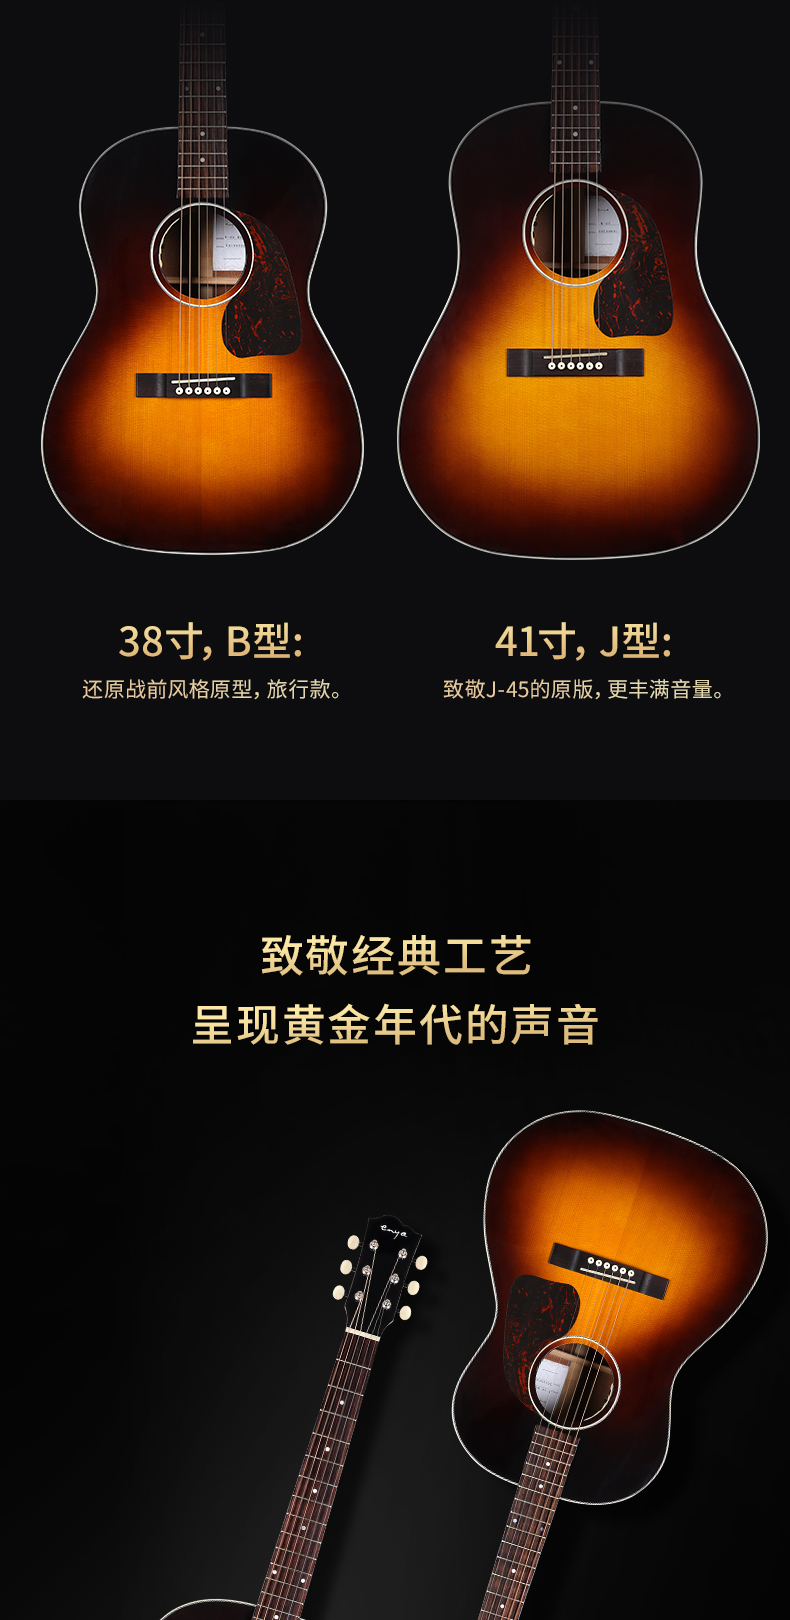 38寸, B型:
还原战前风格原型, 旅行款。
41寸, J型:
致敬J-45的原版, 更丰满音量。
致敬经典工艺
呈现黄金年代的声音
enya